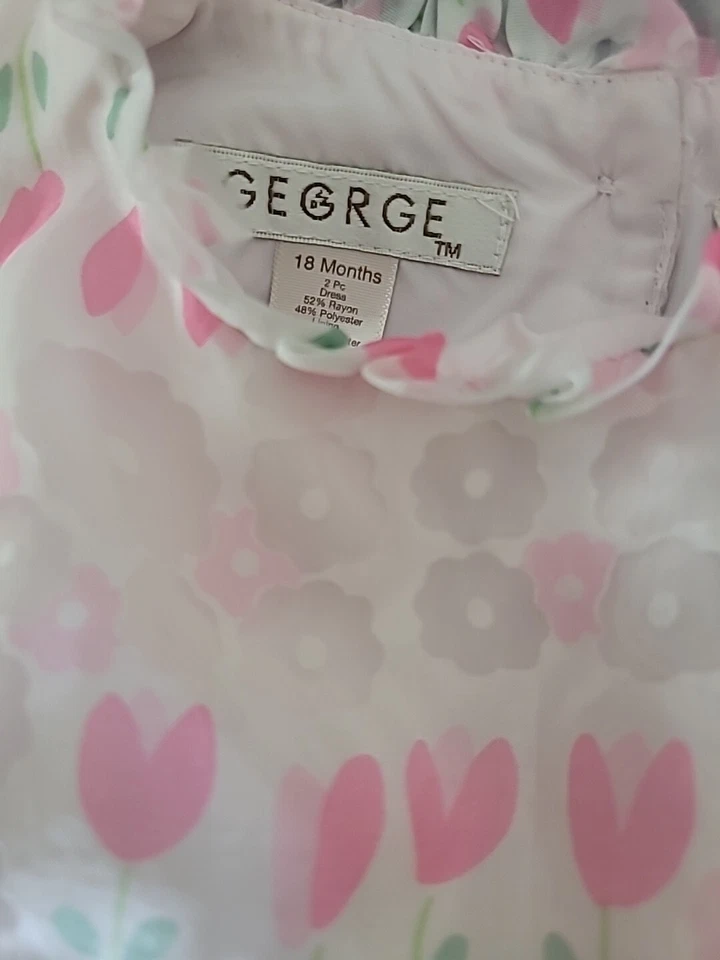 GEORGE
TM
18 Months
2 Pc
Dress
52% Rayon
48% Polyester